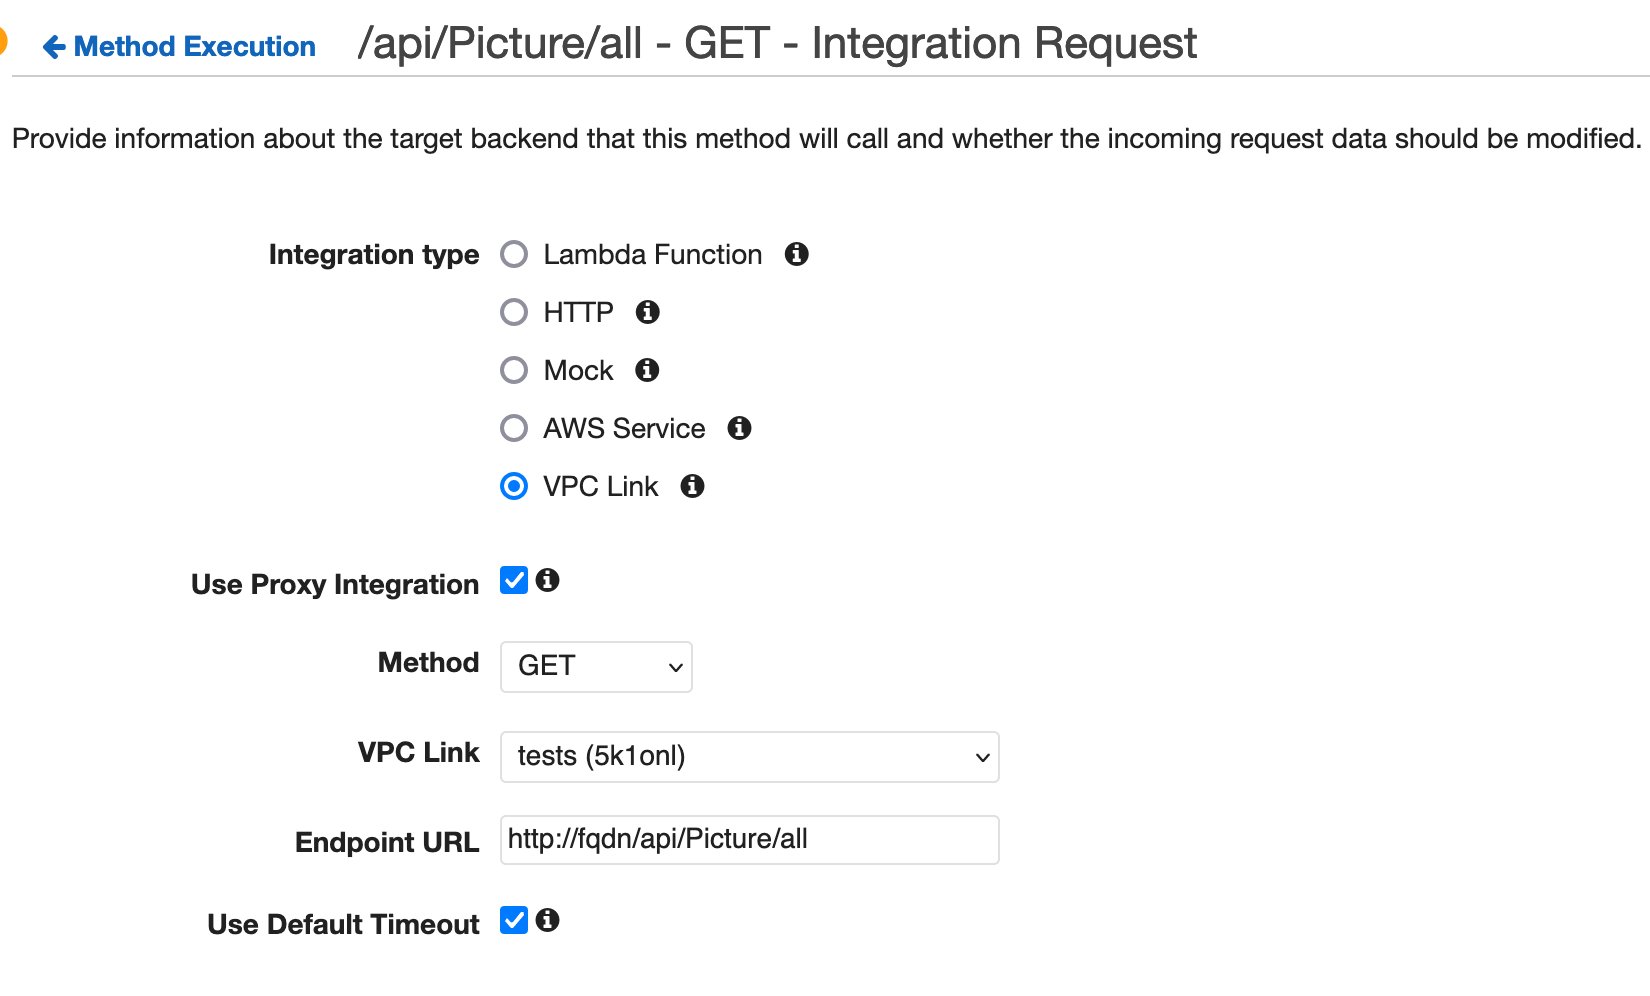 Method Execution /api/Picture/all - GET - Integration Request
Provide information about the target backend that this method will call and whether the incoming request data should be modified.
Integration type Lambda Function
HTTP
Mock
AWS Service
VPC Link
Use Proxy Integration
Method GET
VPC Link tests (5k1onl)
Endpoint URL http://fqdn/api/Picture/all
Use Default Timeout